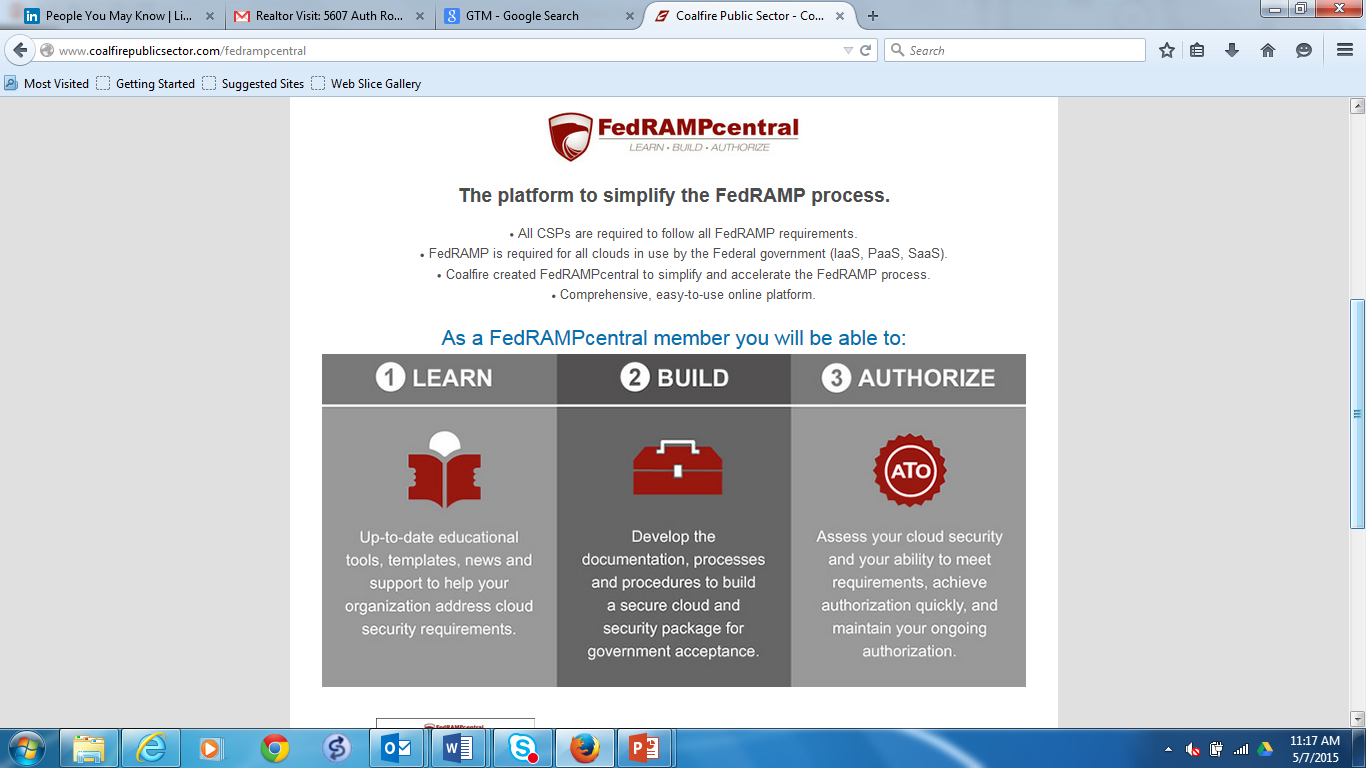 People You May Know | Li...
Realtor Visit: 5607 Auth Ro...
GTM - Google Search
Coalfire Public Sector - Co...
www.coalfirepublicsector.com/fedrampcentral
Search
Most Visited
Getting Started
Suggested Sites
Web Slice Gallery
FedRAMPcentral
LEARN • BUILD • AUTHORIZE
The platform to simplify the FedRAMP process.
• All CSPs are required to follow all FedRAMP requirements.
• FedRAMP is required for all clouds in use by the Federal government (IaaS, PaaS, SaaS).
• Coalfire created FedRAMPcentral to simplify and accelerate the FedRAMP process.
• Comprehensive, easy-to-use online platform.
As a FedRAMPcentral member you will be able to:
1 LEARN
Up-to-date educational
tools, templates, news and
support to help your
organization address cloud
security requirements.
2 BUILD
Develop the
documentation, processes
and procedures to build
a secure cloud and
security package for
government acceptance.
3 AUTHORIZE
ATO
Assess your cloud security
and your ability to meet
requirements, achieve
authorization quickly, and
maintain your ongoing
authorization.
FedRAMPcentral
11:17 AM
5/7/2015